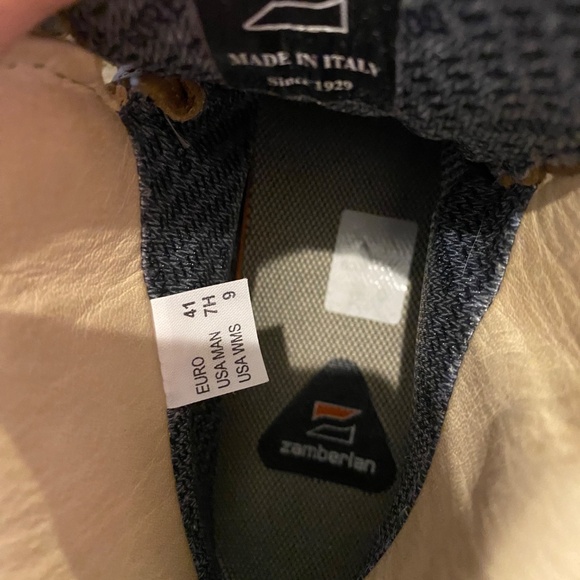 MADE IN ITALY
Since 1929
EURO 41
USA MAN 7H
USA WMS 9
zamberlan